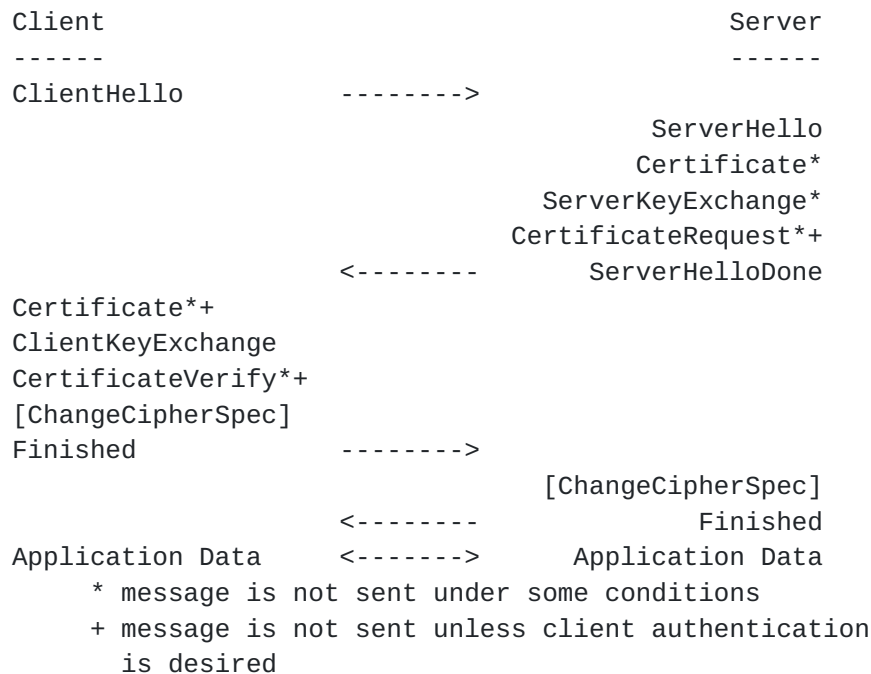 Client Server
------ ------
ClientHello -------->
ServerHello
Certificate*
ServerKeyExchange*
CertificateRequest*+
<-------- ServerHelloDone
Certificate*+
ClientKeyExchange
CertificateVerify*+
[ChangeCipherSpec]
Finished -------->
[ChangeCipherSpec]
<-------- Finished
Application Data <-------> Application Data
* message is not sent under some conditions
+ message is not sent unless client authentication
is desired